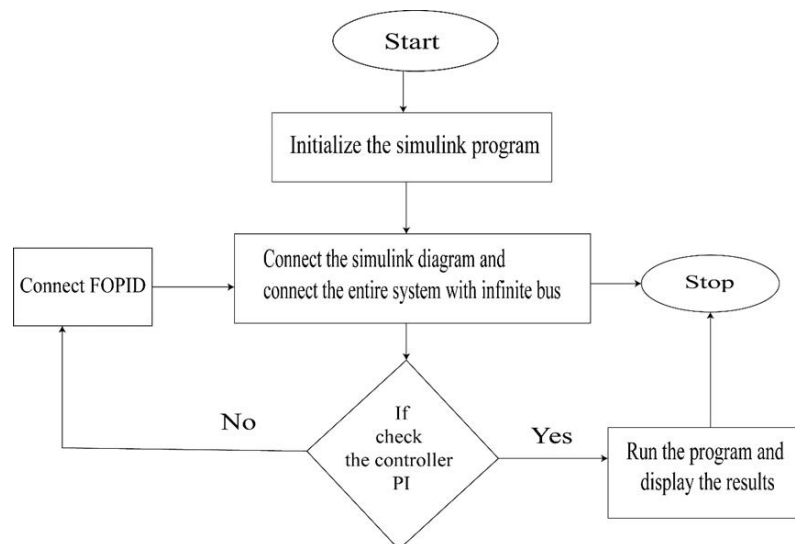 Start
Initialize the simulink program
Connect the simulink diagram and
connect the entire system with infinite bus
Connect FOPID
Stop
If
check
the controller
PI
No
Yes
Run the program and
display the results